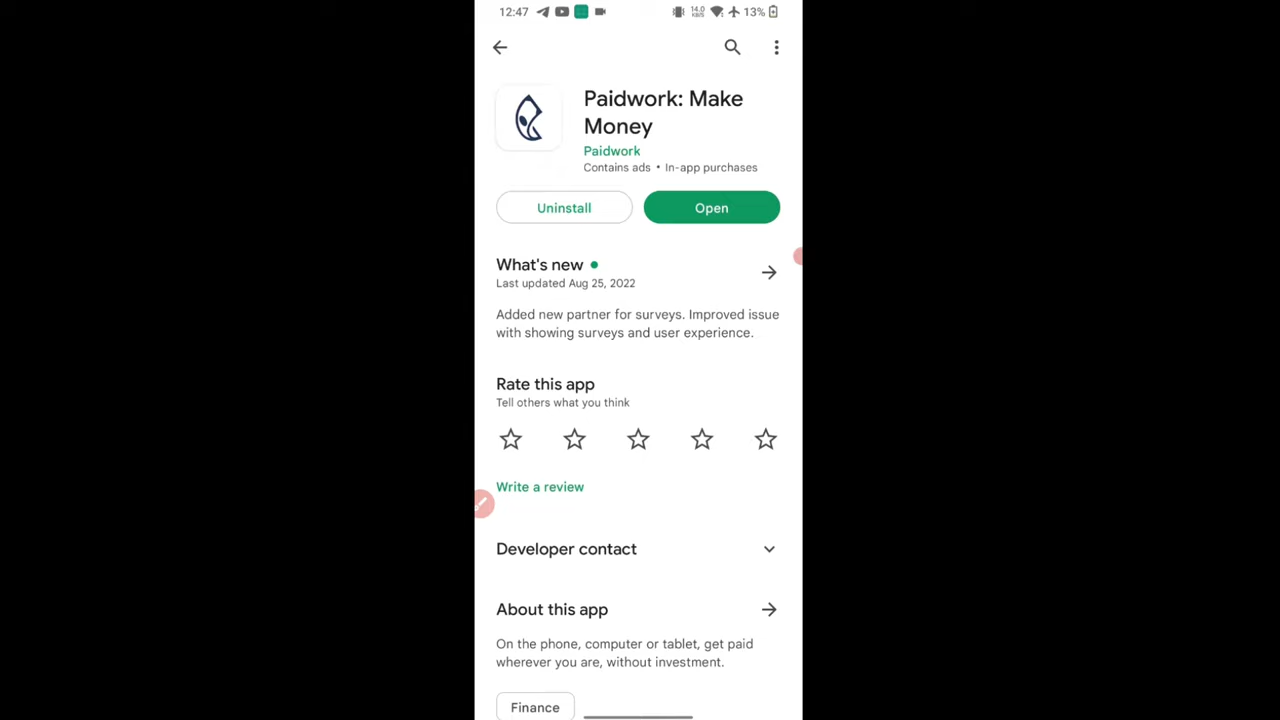 12:47 14.0 KB/S 13%
Paidwork: Make
Money
Paidwork
Contains ads • In-app purchases
Uninstall Open
What's new
Last updated Aug 25, 2022
Added new partner for surveys. Improved issue
with showing surveys and user experience.
Rate this app
Tell others what you think
Write a review
Developer contact
About this app
On the phone, computer or tablet, get paid
wherever you are, without investment.
Finance